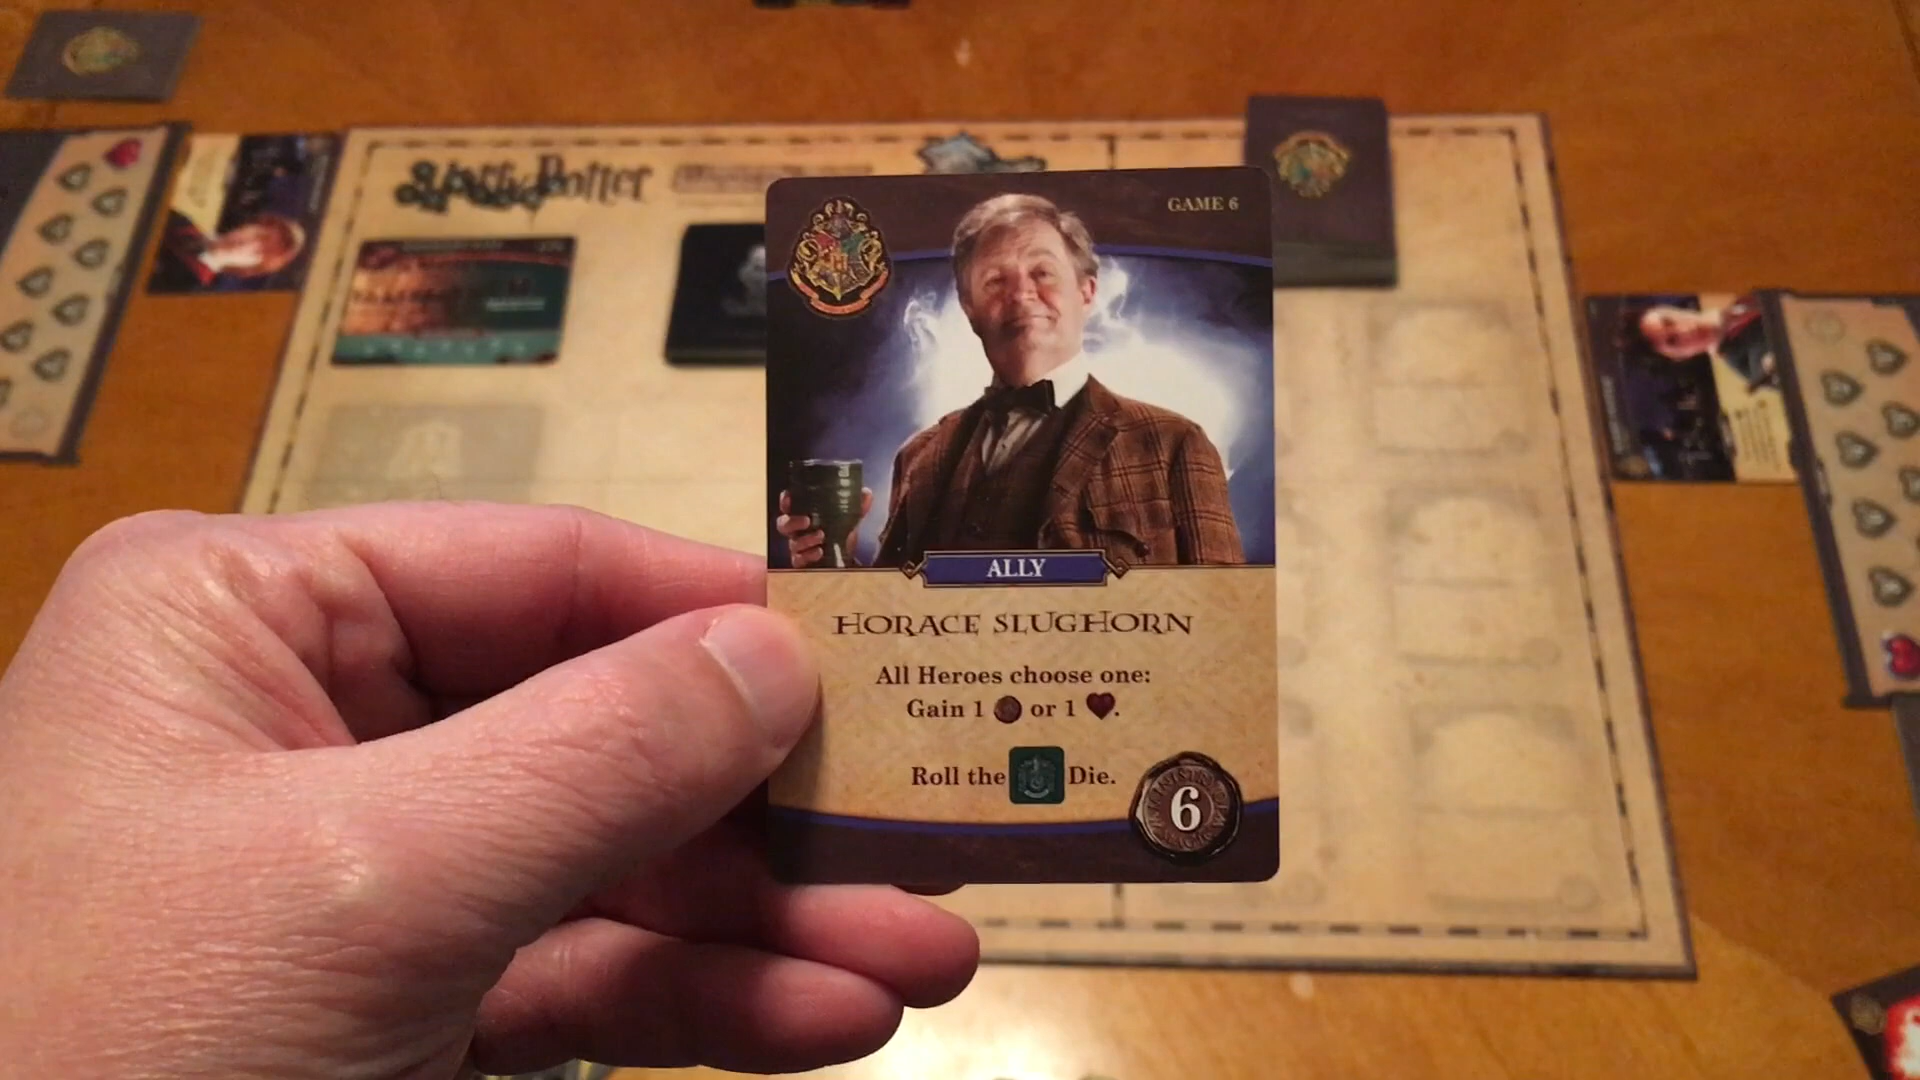 Harry Potter
GAME 6
ALLY
HORACE SLUGHORN
All Heroes choose one:
Gain 1 or 1 .
Roll the Die.
6